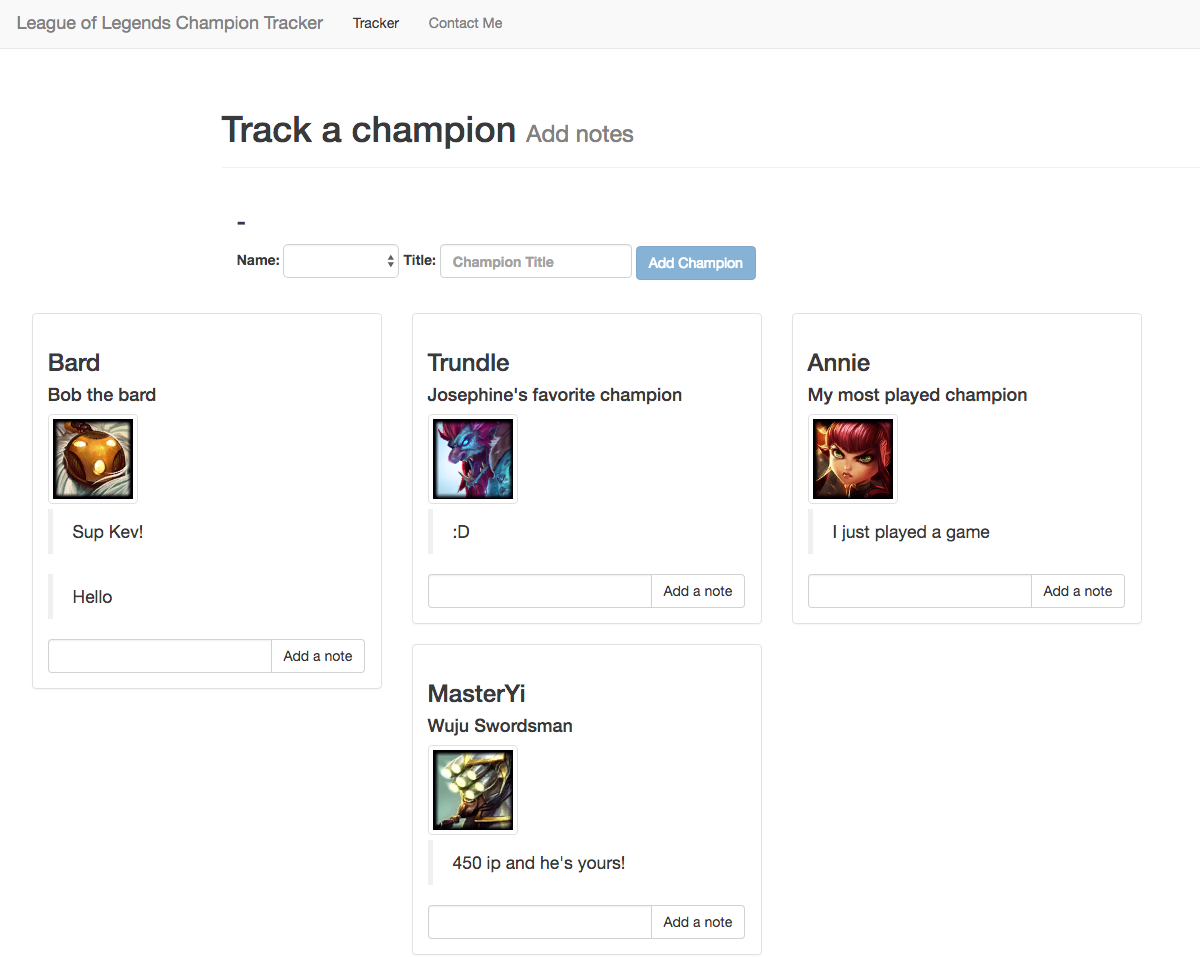 League of Legends Champion Tracker Tracker Contact Me
Track a champion Add notes
-
Name: Title: Champion Title Add Champion
Bard
Bob the bard
Sup Kev!
Hello
Add a note
Trundle
Josephine's favorite champion
:D
Add a note
Annie
My most played champion
I just played a game
Add a note
MasterYi
Wuju Swordsman
450 ip and he's yours!
Add a note